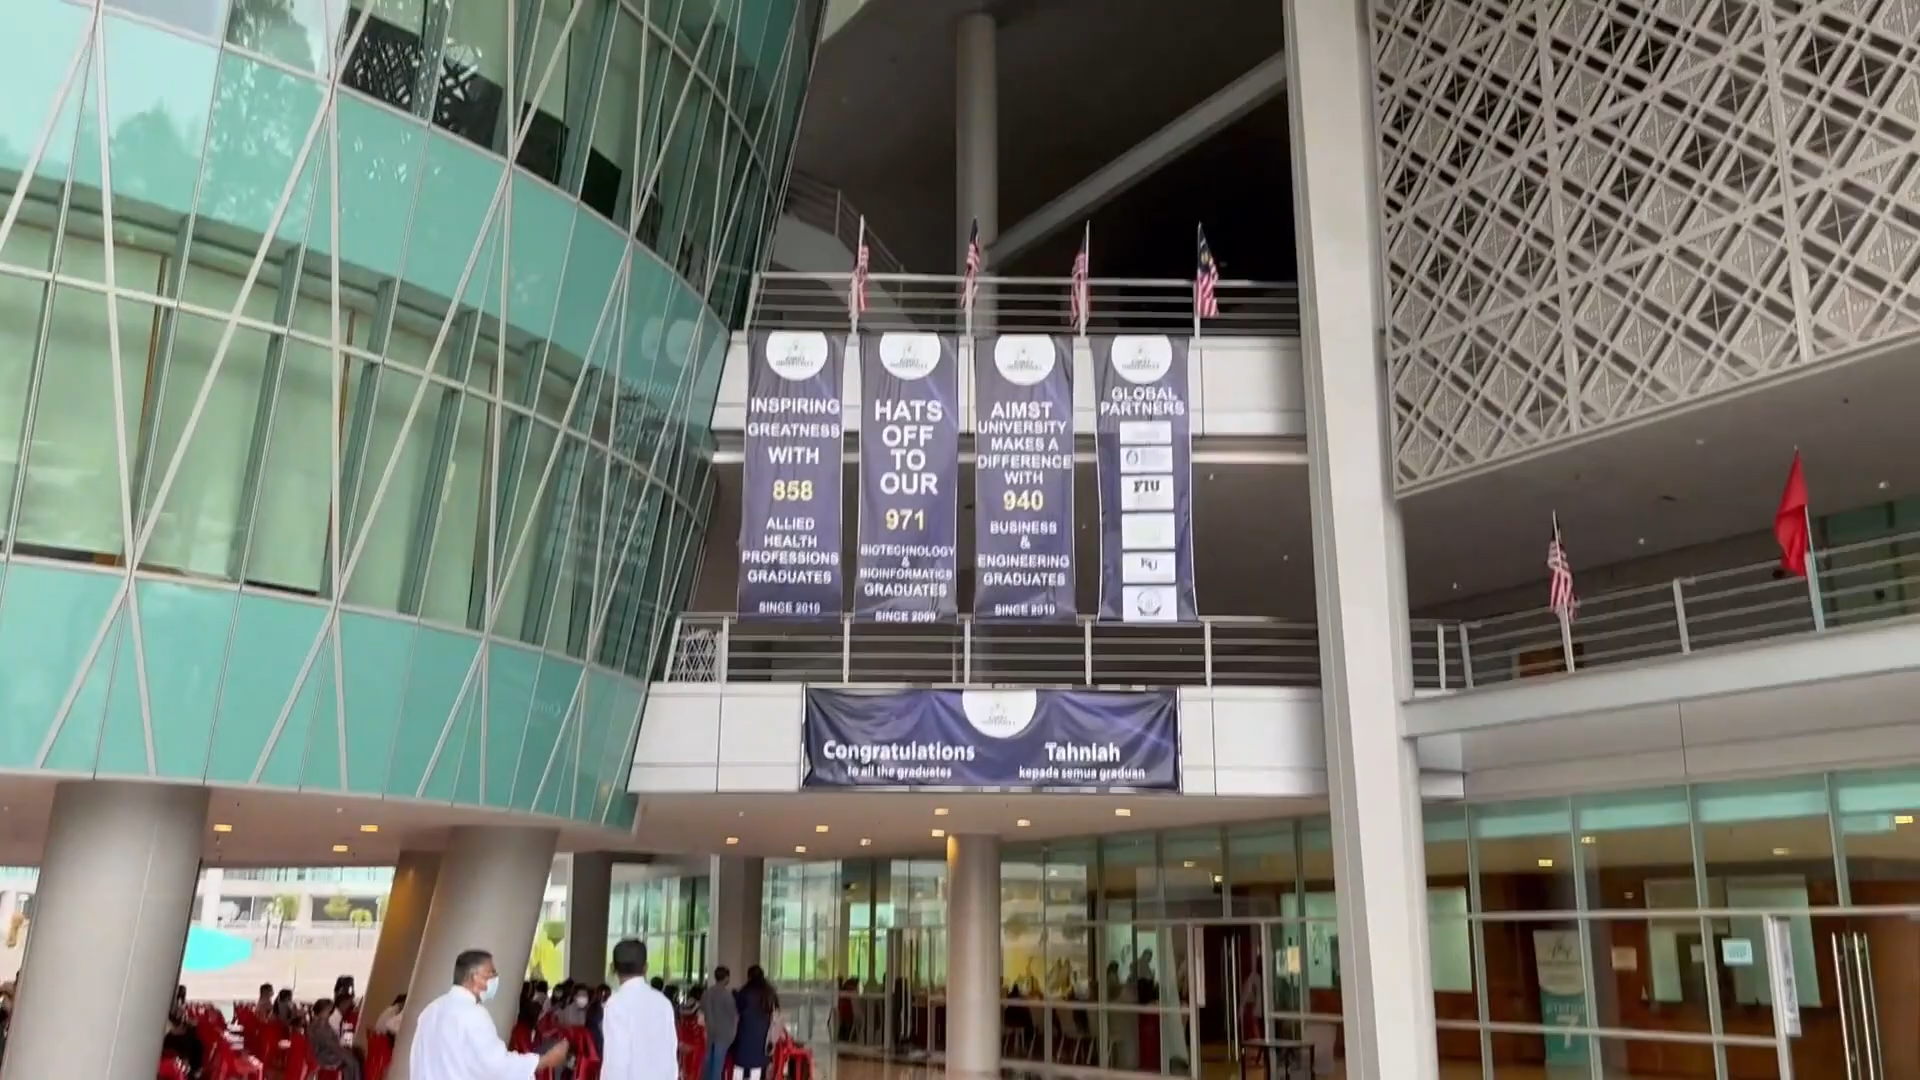 INSPIRING
GREATNESS
WITH
858
ALLIED
HEALTH
PROFESSIONS
GRADUATES
SINCE 2010
HATS
OFF
TO
OUR
971
BIOTECHNOLOGY
&
BIOINFORMATICS
GRADUATES
SINCE 2009
AIMST
UNIVERSITY
MAKES A
DIFFERENCE
WITH
940
BUSINESS
&
ENGINEERING
GRADUATES
SINCE 2010
GLOBAL
PARTNERS
FIU
Congratulations
to all the graduates
Tahniah
kepada semua graduan
7